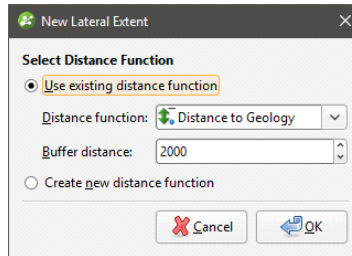 New Lateral Extent
Select Distance Function
Use existing distance function
Distance function: Distance to Geology
Buffer distance: 2000
Create new distance function
Cancel OK